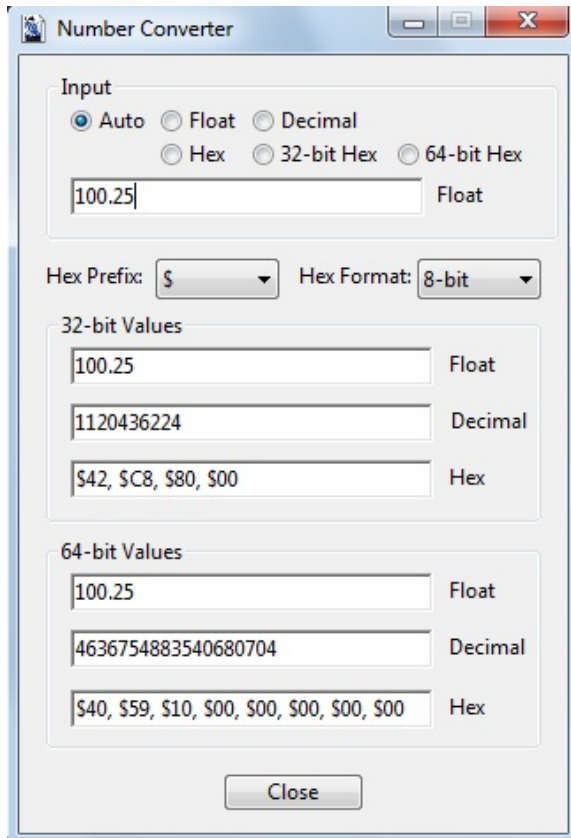 Number Converter
Input
Auto Float Decimal
Hex 32-bit Hex 64-bit Hex
100.25 Float
Hex Prefix: $ Hex Format: 8-bit
32-bit Values
100.25 Float
1120436224 Decimal
$42, $C8, $80, $00 Hex
64-bit Values
100.25 Float
4636754883540680704 Decimal
$40, $59, $10, $00, $00, $00, $00, $00 Hex
Close